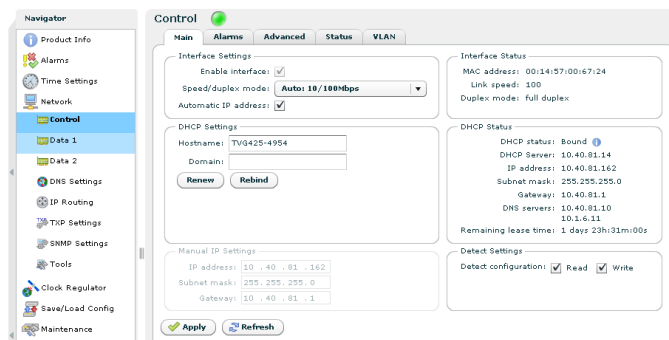 Navigator
Product Info
Alarms
Time Settings
Network
Control
Data 1
Data 2
DNS Settings
IP Routing
TXP Settings
SNMP Settings
Tools
Clock Regulator
Save/Load Config
Maintenance
Control
Main Alarms Advanced Status VLAN
Interface Settings
Enable interface:
Speed/duplex mode: Auto: 10/100Mbps
Automatic IP address:
DHCP Settings
Hostname: TVG425-4954
Domain:
Renew Rebind
Manual IP Settings
IP address: 10 .40 .81 .162
Subnet mask: 255.255.255.0
Gateway: 10 .40 .81 .1
Apply Refresh
Interface Status
MAC address: 00:14:57:00:67:24
Link speed: 100
Duplex mode: full duplex
DHCP Status
DHCP status: Bound
DHCP Server: 10.40.81.14
IP address: 10.40.81.162
Subnet mask: 255.255.255.0
Gateway: 10.40.81.1
DNS servers: 10.40.81.10
10.1.6.11
Remaining lease time: 1 days 23h:31m:00s
Detect Settings
Detect configuration: Read Write